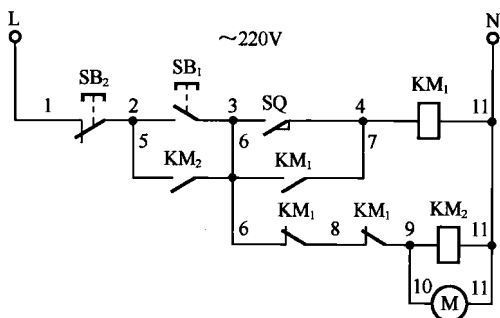 L N
~220V
SB₂ SB₁ SQ KM₁
1 2 3 4 11
5 6 7
KM₂ KM₁
KM₁ KM₁ KM₂
6 8 9 11
10 M 11